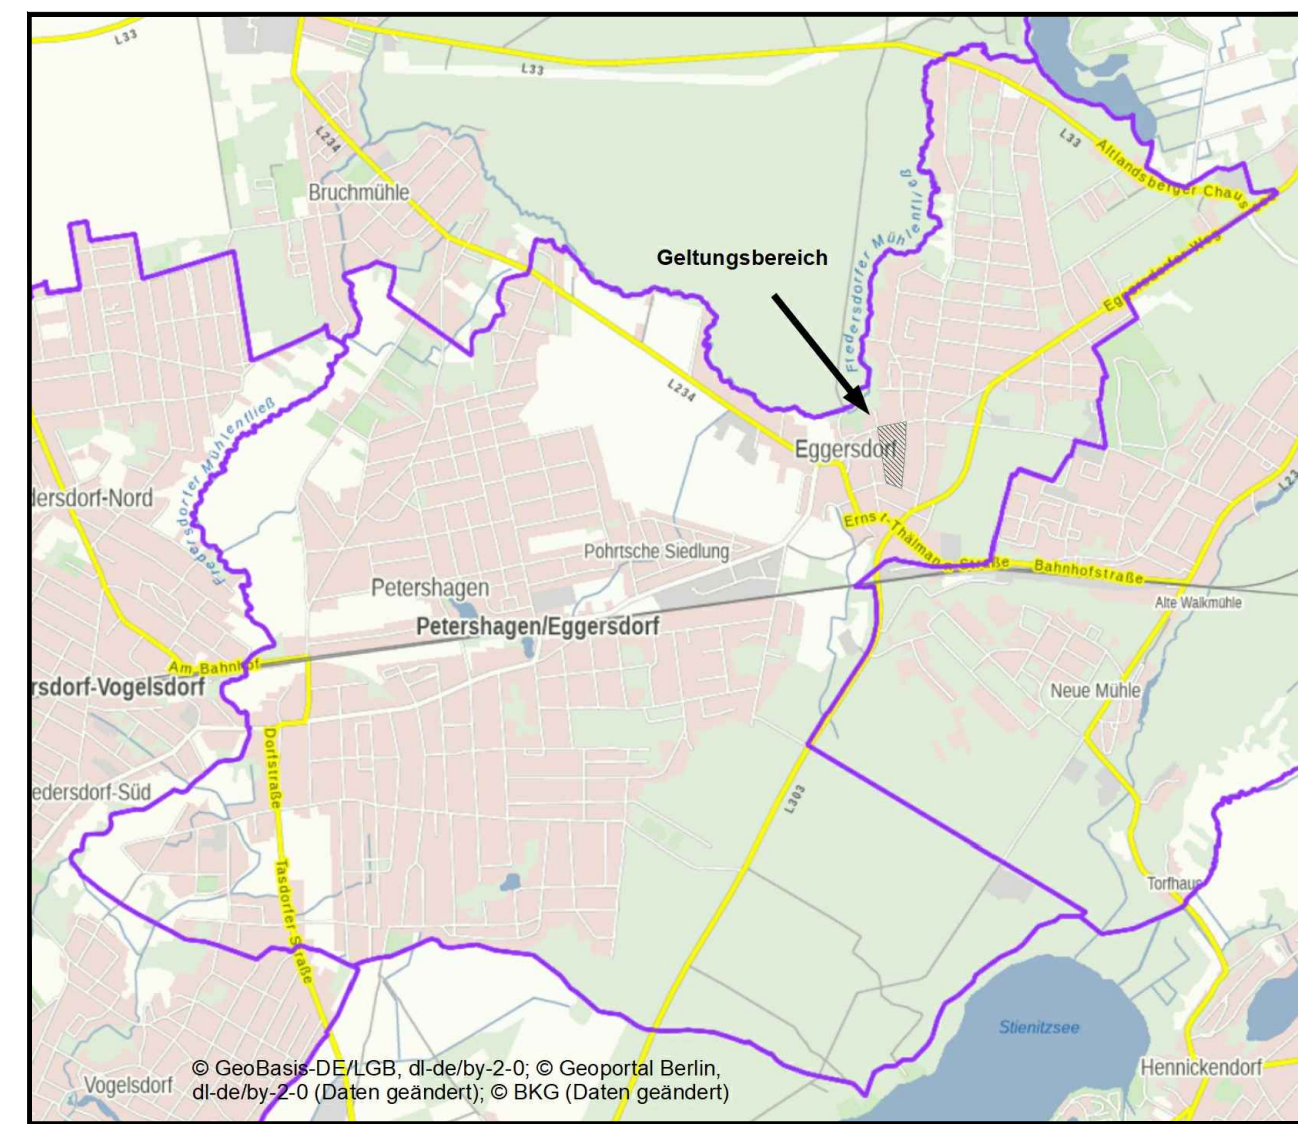 L33
L33
L234
Bruchmühle
L33
Altlandsberger Chaus
Fredersdorfer Mühlenfließ
Geltungsbereich
Eggersdorfer Weg
L234
Fredersdorfer Mühlenfließ
Eggersdorf
dersdorf-Nord
L23
Ernst-Thälmann-Straße
Bahnhofstraße
Pohrtsche Siedlung
Petershagen
Alte Walkmühle
Petershagen/Eggersdorf
Am Bahnhof
rsdorf-Vogelsdorf
Neue Mühle
Dorfstraße
edersdorf-Süd
L303
Torfhaus
Tasdorfer Straße
Stienitzsee
Hennickendorf
Vogelsdorf
© GeoBasis-DE/LGB, dl-de/by-2-0; © Geoportal Berlin,
dl-de/by-2-0 (Daten geändert); © BKG (Daten geändert)